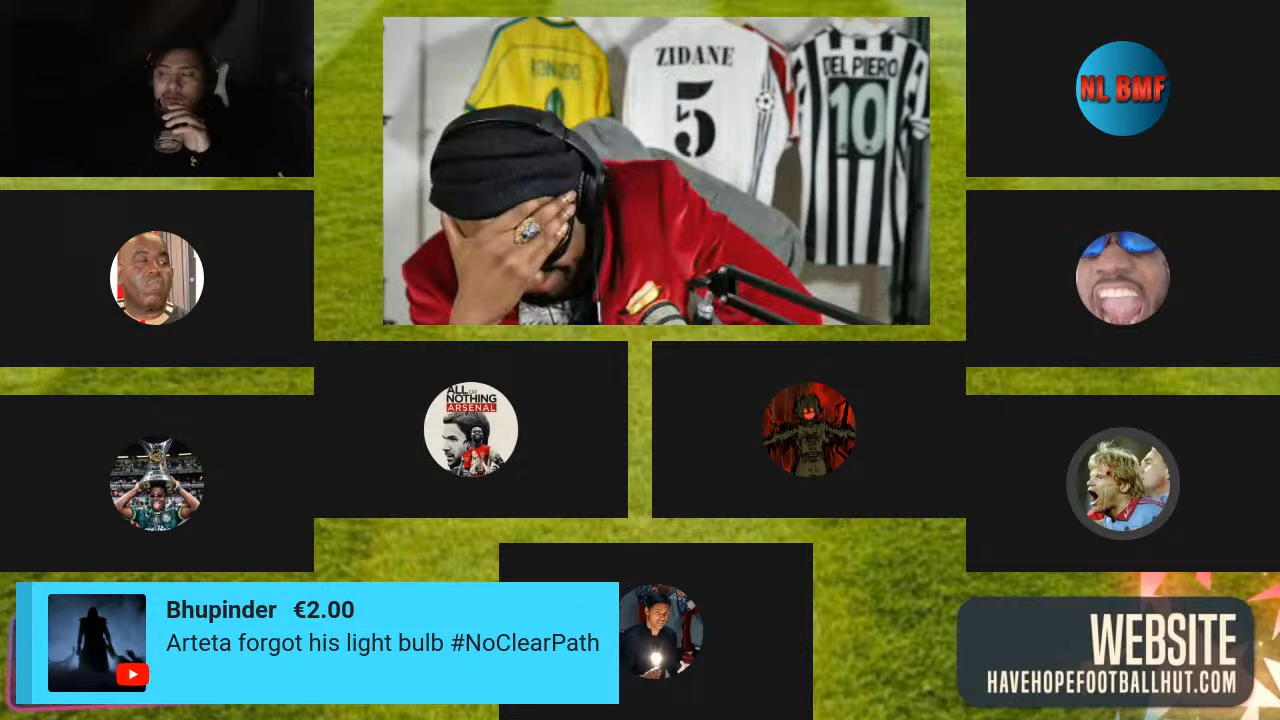 RONALDO
ZIDANE
5
DEL PIERO
10
NL BMF
ALL OR
NOTHING
ARSENAL
Bhupinder €2.00
Arteta forgot his light bulb #NoClearPath
WEBSITE
HAVEHOPEFOOTBALLHUT.COM